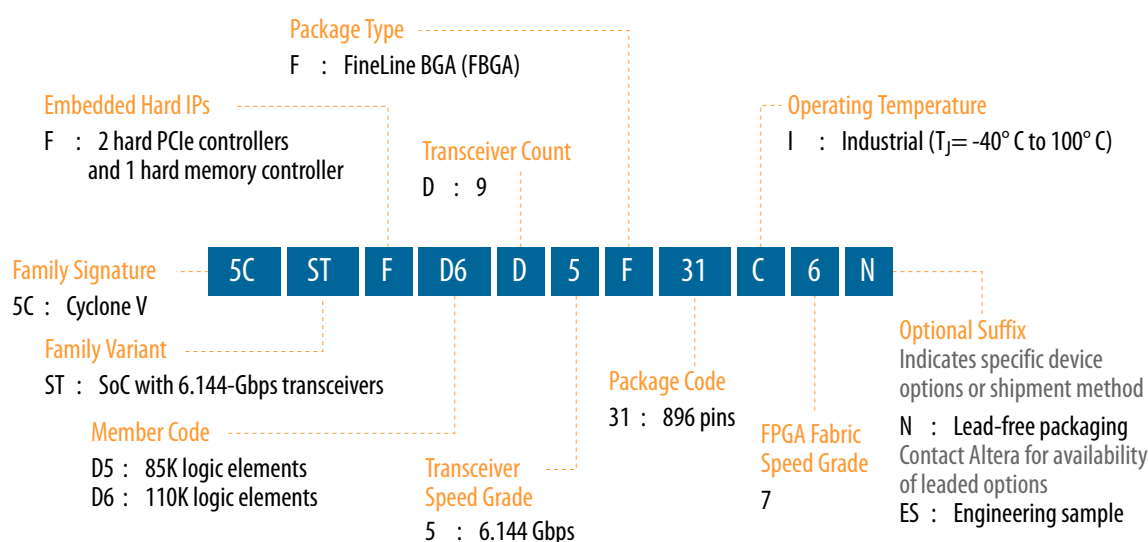 Package Type
F : FineLine BGA (FBGA)
Embedded Hard IPs
F : 2 hard PCIe controllers
and 1 hard memory controller
Transceiver Count
D : 9
Operating Temperature
I : Industrial (TJ= -40° C to 100° C)
5C ST F D6 D 5 F 31 C 6 N
Family Signature
5C : Cyclone V
Family Variant
ST : SoC with 6.144-Gbps transceivers
Member Code
D5 : 85K logic elements
D6 : 110K logic elements
Transceiver
Speed Grade
5 : 6.144 Gbps
Package Code
31 : 896 pins
FPGA Fabric
Speed Grade
7
Optional Suffix
Indicates specific device
options or shipment method
N : Lead-free packaging
Contact Altera for availability
of leaded options
ES : Engineering sample